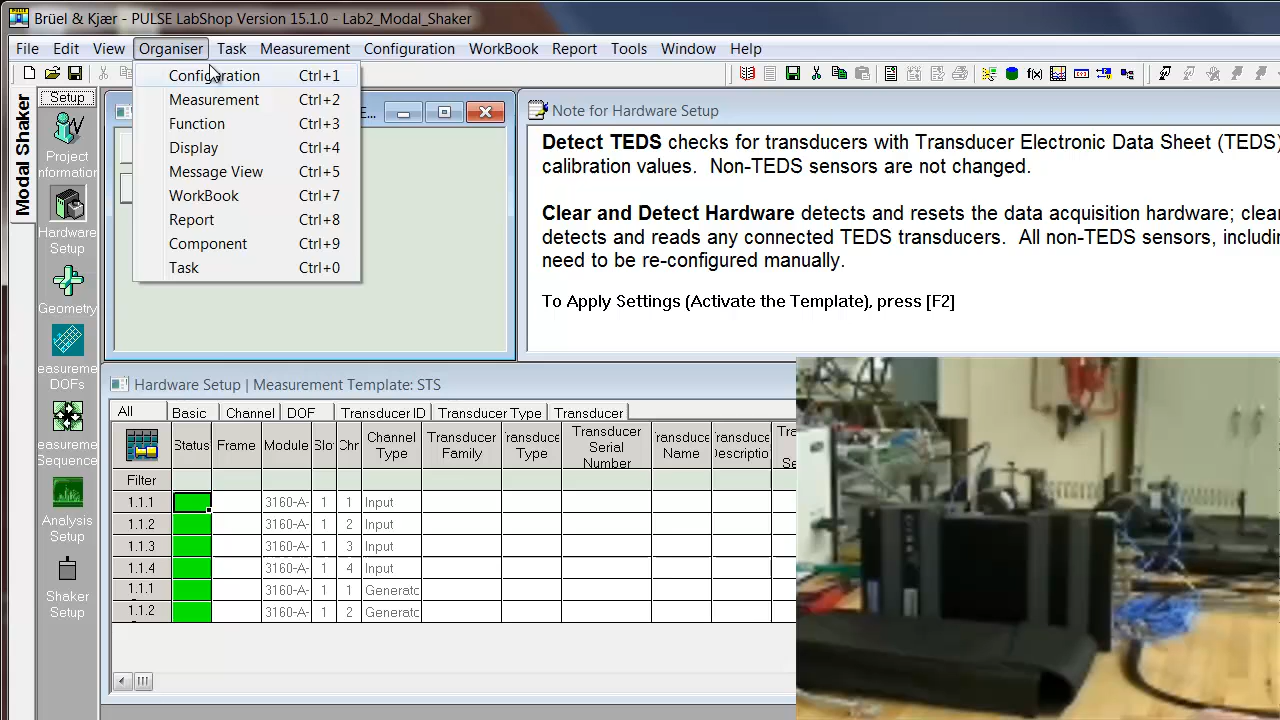 Brüel & Kjær - PULSE LabShop Version 15.1.0 - Lab2_Modal_Shaker
File Edit View Organiser Task Measurement Configuration WorkBook Report Tools Window Help
Configuration Ctrl+1
Measurement Ctrl+2
Function Ctrl+3
Display Ctrl+4
Message View Ctrl+5
WorkBook Ctrl+7
Report Ctrl+8
Component Ctrl+9
Task Ctrl+0
Modal Shaker
Setup
Project
nformation
Hardware
Setup
Geometry
easureme
DOFs
easureme
Sequence
Analysis
Setup
Shaker
Setup
E...
Note for Hardware Setup
Detect TEDS checks for transducers with Transducer Electronic Data Sheet (TEDS)
calibration values. Non-TEDS sensors are not changed.
Clear and Detect Hardware detects and resets the data acquisition hardware; clear
detects and reads any connected TEDS transducers. All non-TEDS sensors, includin
need to be re-configured manually.
To Apply Settings (Activate the Template), press [F2]
Hardware Setup | Measurement Template: STS
All Basic Channel DOF Transducer ID Transducer Type Transducer
Status Frame Module Slo Chr Channel Type Transducer Family ransduce Type Transducer Serial Number ransduce Name ransduce escriptio Tra Se
Filter
1.1.1 3160-A- 1 1 Input
1.1.2 3160-A- 1 2 Input
1.1.3 3160-A- 1 3 Input
1.1.4 3160-A- 1 4 Input
1.1.1 3160-A- 1 1 Generatc
1.1.2 3160-A- 1 2 Generatc